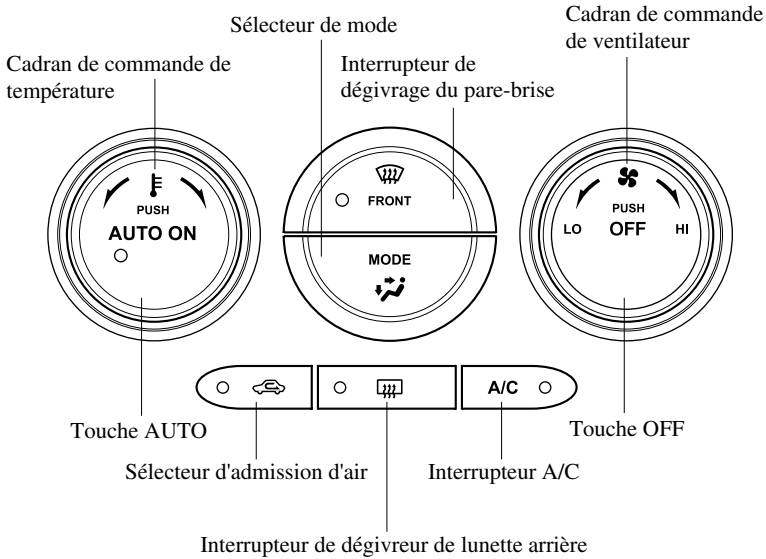 Sélecteur de mode
Cadran de commande
de ventilateur
Cadran de commande de
température
Interrupteur de
dégivrage du pare-brise
PUSH
AUTO ON
FRONT
MODE
PUSH
LO OFF HI
A/C
Touche AUTO
Touche OFF
Sélecteur d'admission d'air
Interrupteur A/C
Interrupteur de dégivreur de lunette arrière